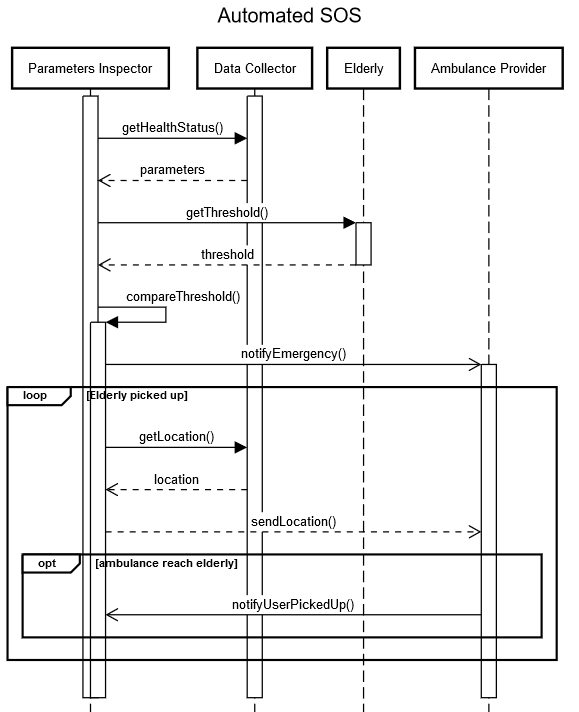 Automated SOS
Parameters Inspector
Data Collector
Elderly
Ambulance Provider
getHealthStatus()
parameters
getThreshold()
threshold
compareThreshold()
notifyEmergency()
loop [Elderly picked up]
getLocation()
location
sendLocation()
opt [ambulance reach elderly]
notifyUserPickedUp()